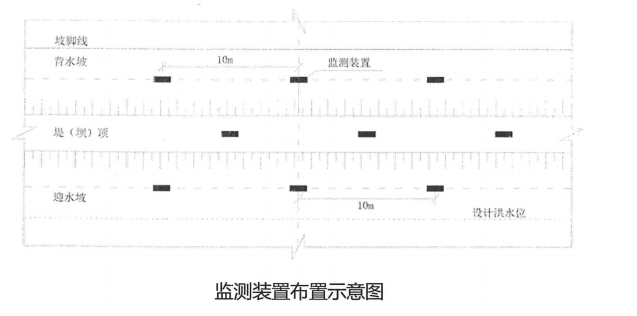 坡脚线
背水坡
10m
监测装置
堤（坝）顶
迎水坡
10m
设计洪水位
监测装置布置示意图